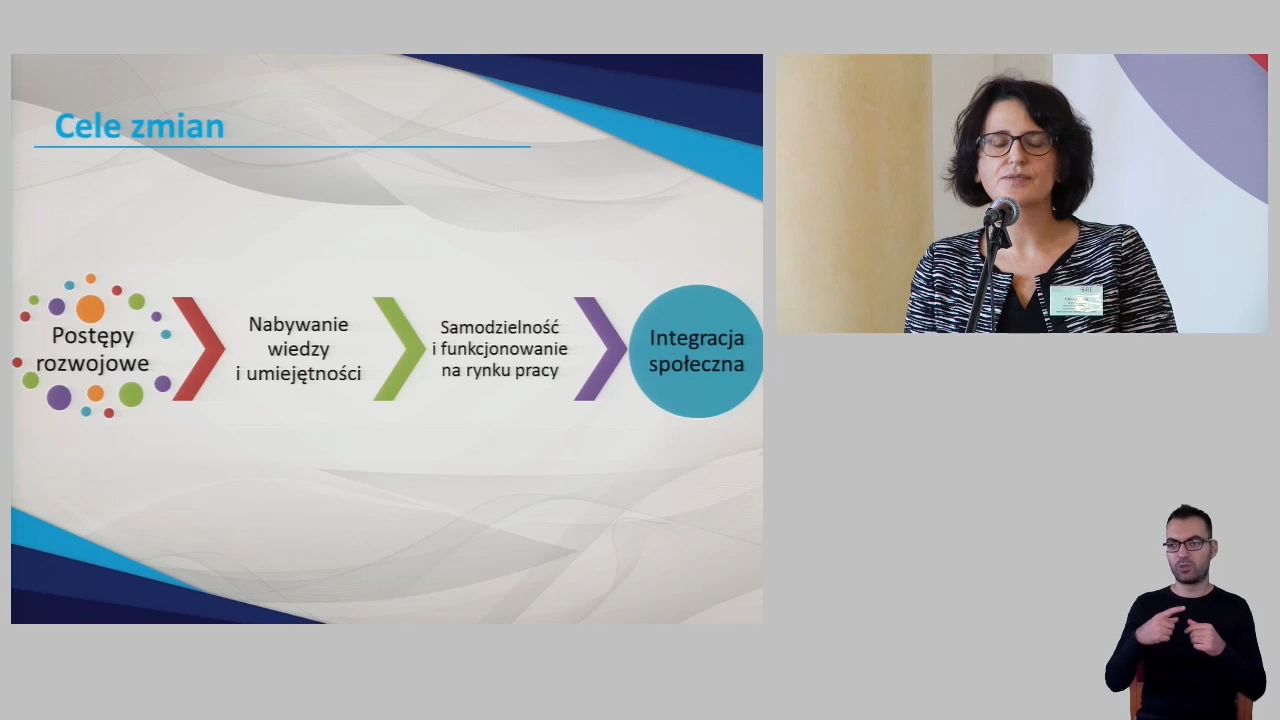 Cele zmian
Postępy
rozwojowe
Nabywanie
wiedzy
i umiejętności
Samodzielność
i funkcjonowanie
na rynku pracy
Integracja
społeczna